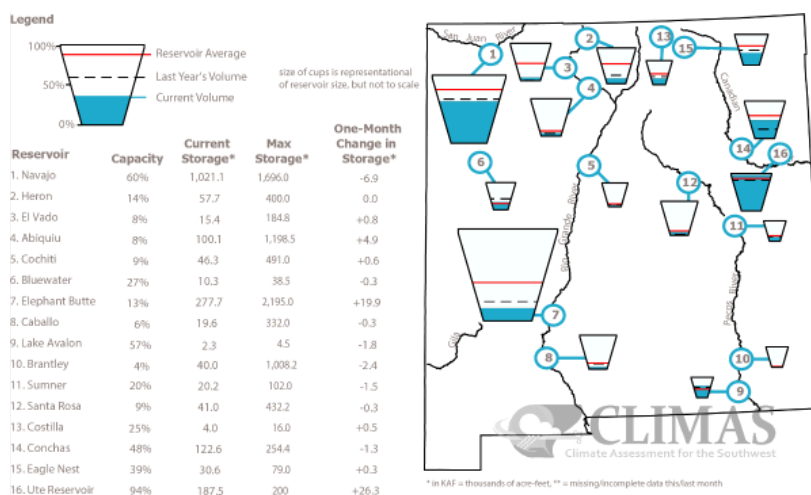 Legend
100%
50%
0%
Reservoir Average
Last Year's Volume
Current Volume
size of cups is representational
of reservoir size, but not to scale
Reservoir Capacity Current Storage* Max Storage* One-Month Change in Storage*
1. Navajo 60% 1,021.1 1,696.0 -6.9
2. Heron 14% 57.7 400.0 0.0
3. El Vado 8% 15.4 184.8 +0.8
4. Abiquiu 8% 100.1 1,198.5 +4.9
5. Cochiti 9% 46.3 491.0 +0.6
6. Bluewater 27% 10.3 38.5 -0.3
7. Elephant Butte 13% 277.7 2,195.0 +19.9
8. Caballo 6% 19.6 332.0 -0.3
9. Lake Avalon 57% 2.3 4.5 -1.8
10. Brantley 4% 40.0 1,008.2 -2.4
11. Sumner 20% 20.2 102.0 -1.5
12. Santa Rosa 9% 41.0 432.2 -0.3
13. Costilla 25% 4.0 16.0 +0.5
14. Conchas 48% 122.6 254.4 -1.3
15. Eagle Nest 39% 30.6 79.0 +0.3
16. Ute Reservoir 94% 187.5 200 +26.3
San Juan River
1
2
3
4
5
6
7
8
9
10
11
12
13
14
15
16
Canadian
Rio Grande River
Pecos River
Gila
CLIMAS
Climate Assessment for the Southwest
* in KAF = thousands of acre-feet, ** = missing/incomplete data this/last month